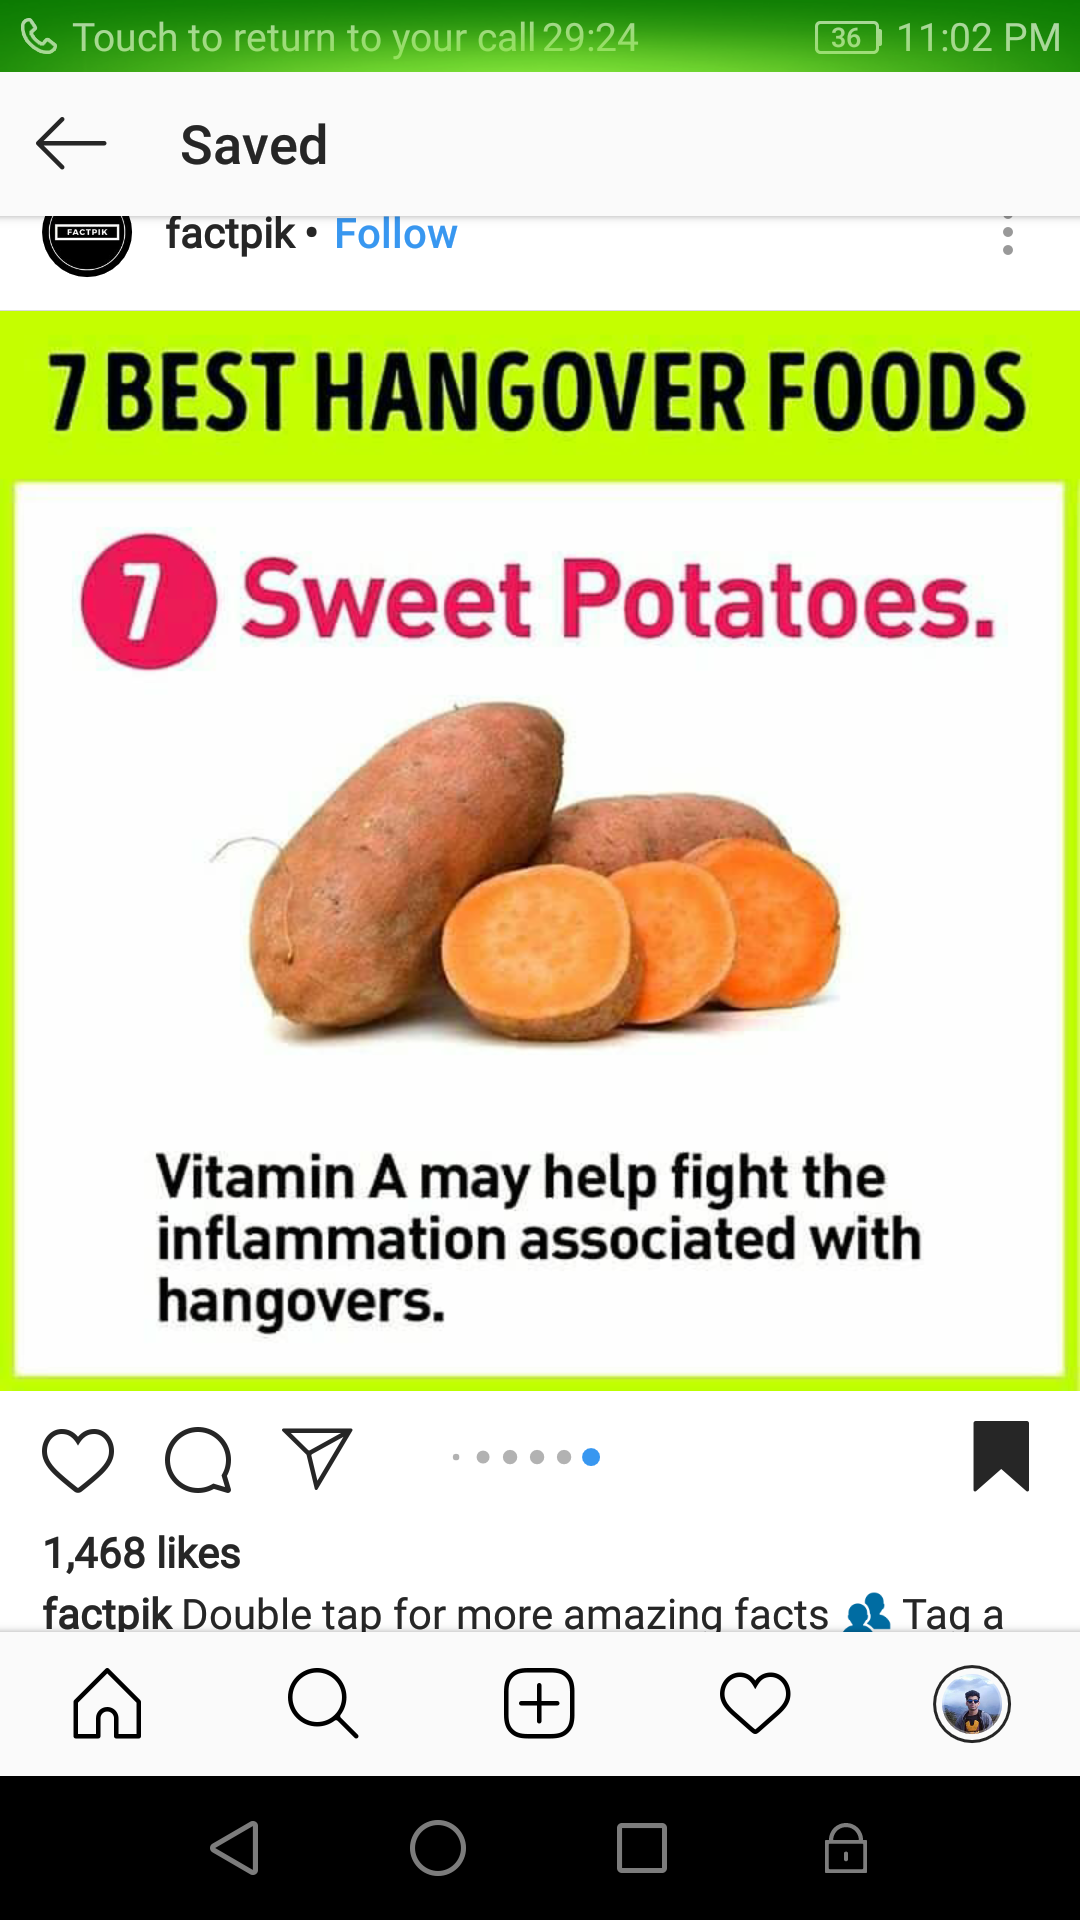 Touch to return to your call 29:24 36 11:02 PM
Saved
FACTPIK
factpik • Follow
7 BEST HANGOVER FOODS
7 Sweet Potatoes.
Vitamin A may help fight the
inflammation associated with
hangovers.
1,468 likes
factpik Double tap for more amazing facts 👥 Tag a